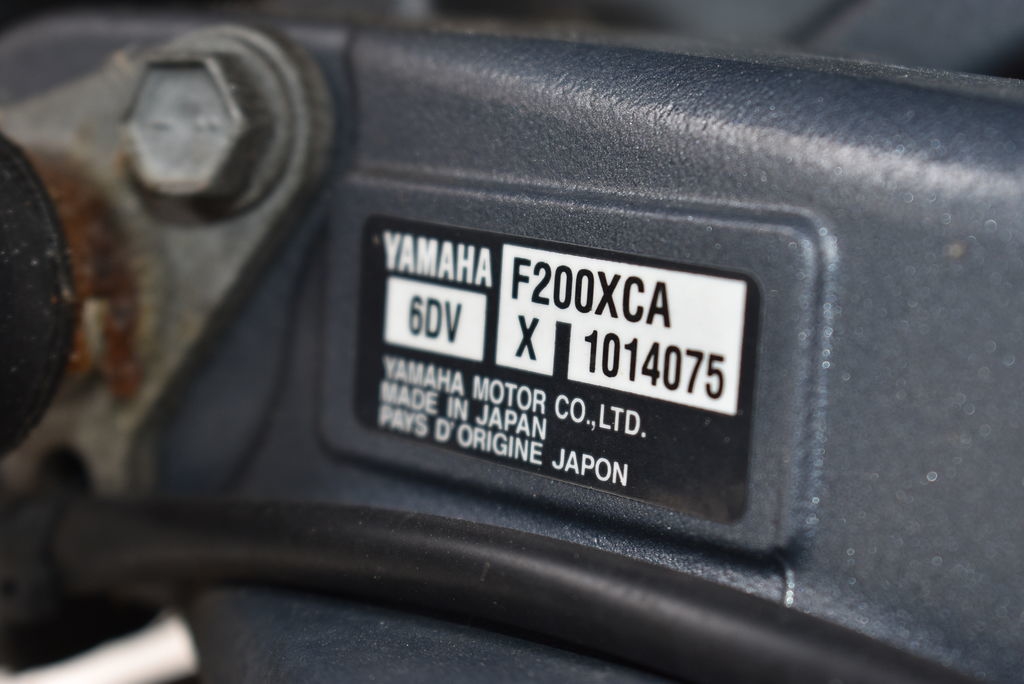 YAMAHA F200XCA
6DV X 1014075
YAMAHA MOTOR CO.,LTD.
MADE IN JAPAN
PAYS D'ORIGINE JAPON